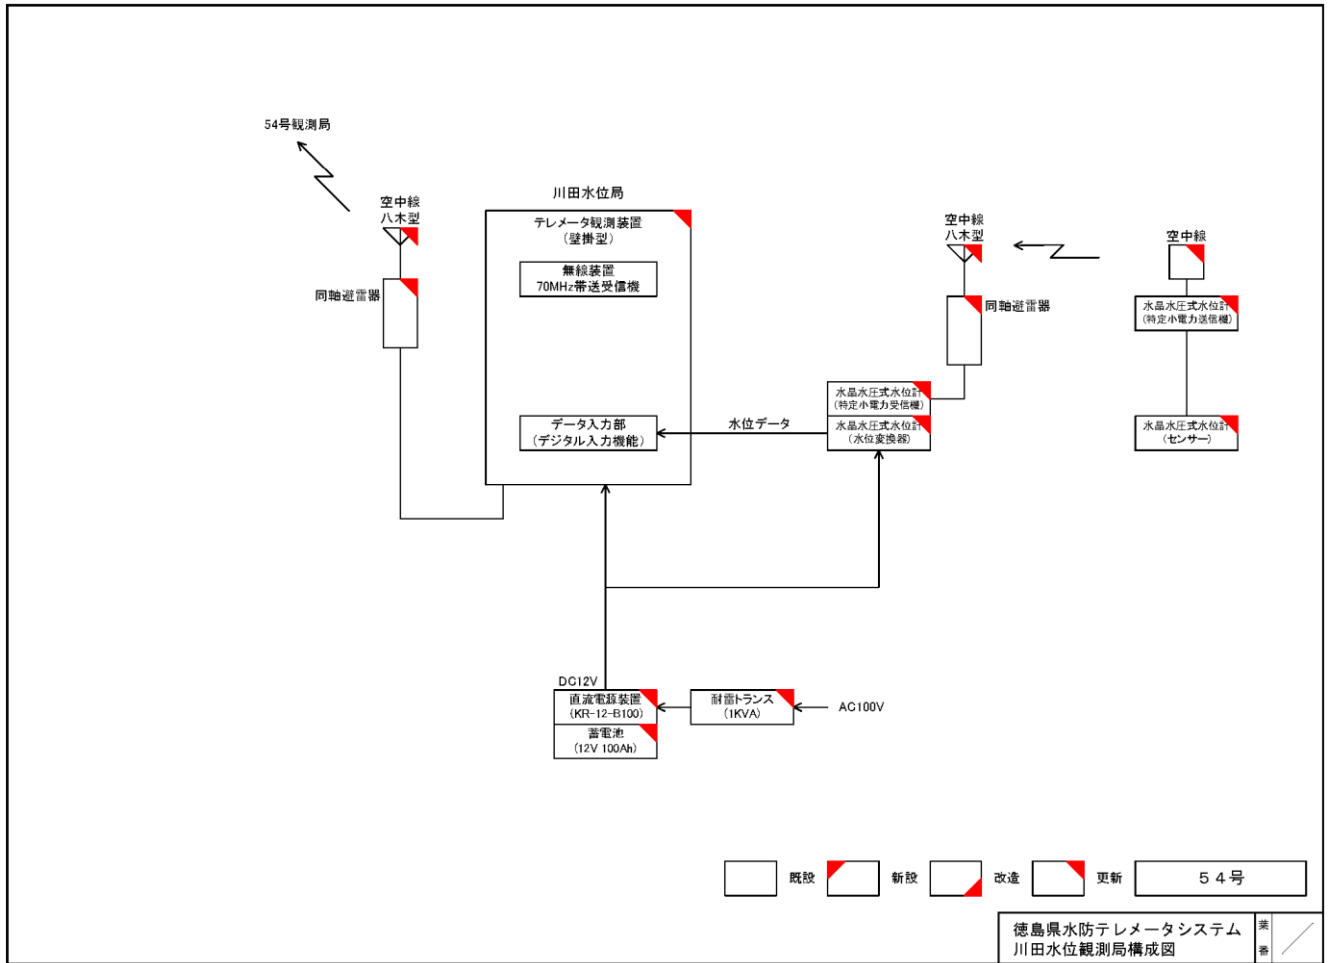 54号観測局
川田水位局
空中線
八木型
同軸避雷器
テレメータ観測装置
(壁掛型)
無線装置
70MHz帯送受信機
データ入力部
(デジタル入力機能)
水位データ
空中線
八木型
同軸避雷器
水晶水圧式水位計
(特定小電力受信機)
水晶水圧式水位計
(水位変換器)
空中線
水晶水圧式水位計
(特定小電力送信機)
水晶水圧式水位計
(センサー)
DC12V
直流電源装置
(KR-12-B100)
蓄電池
(12V 100Ah)
耐雷トランス
(1KVA)
AC100V
既設
新設
改造
更新
54号
徳島県水防テレメータシステム
川田水位観測局構成図
葉
番